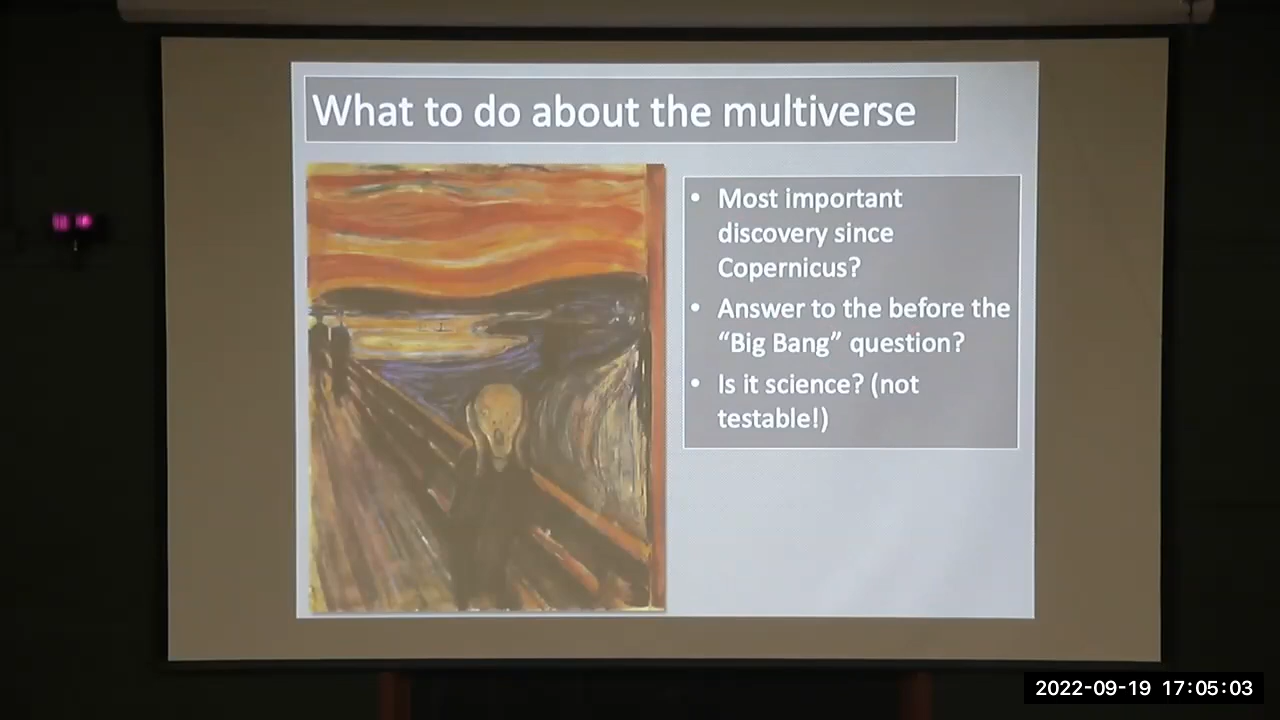 What to do about the multiverse
• Most important
discovery since
Copernicus?
• Answer to the before the
“Big Bang” question?
• Is it science? (not
testable!)
2022-09-19 17:05:03